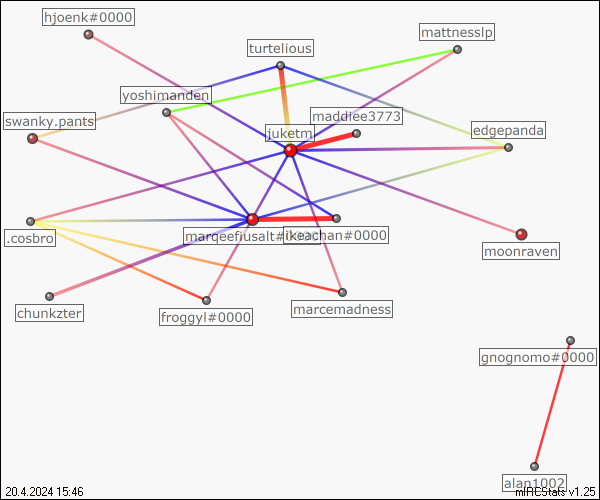 hjoenk#0000
mattnesslp
turtelious
yoshimanden
maddiee3773
swanky.pants
juketm
edgepanda
marqeefiusalt#
ikeachan#0000
.cosbro
moonraven
chunkzter
froggyl#0000
marcemadness
gnognomo#0000
alan1002
20.4.2024 15:46
mIRCStats v1.25